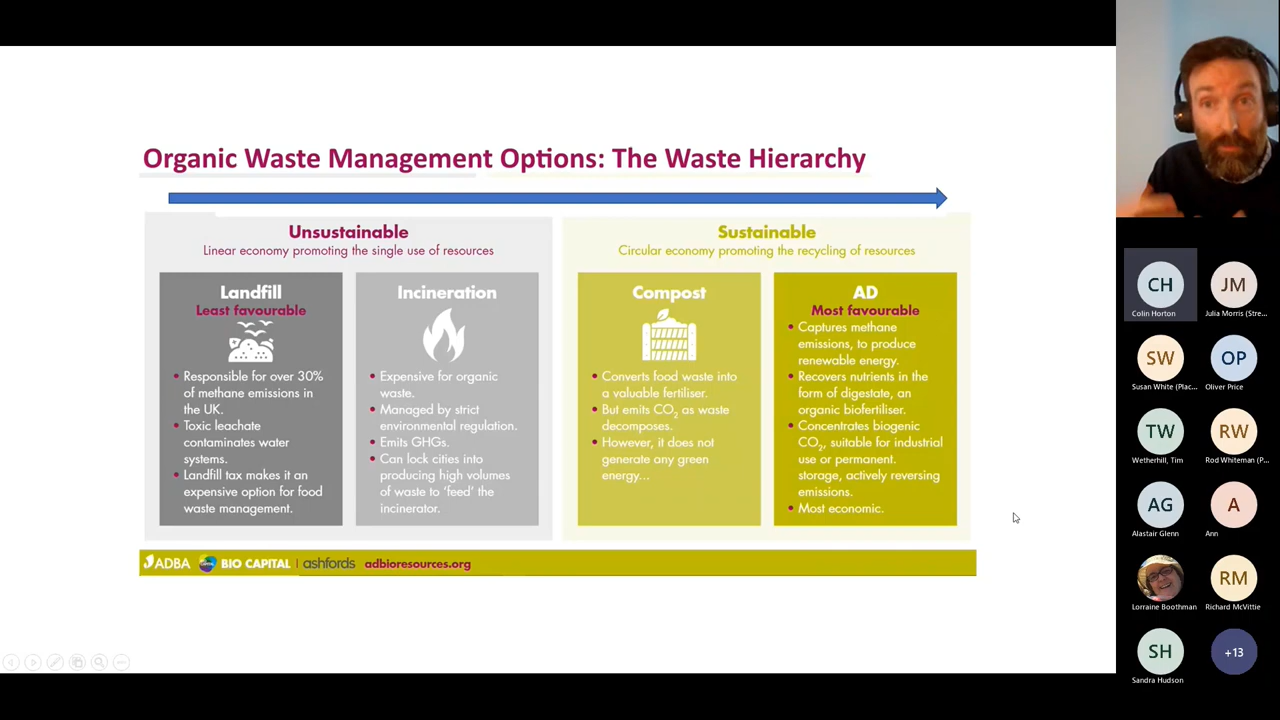 Organic Waste Management Options: The Waste Hierarchy
Unsustainable
Linear economy promoting the single use of resources
Landfill
Least favourable
• Responsible for over 30%
of methane emissions in
the UK.
• Toxic leachate
contaminates water
systems.
• Landfill tax makes it an
expensive option for food
waste management.
Incineration
• Expensive for organic
waste.
• Managed by strict
environmental regulation.
• Emits GHGs.
• Can lock cities into
producing high volumes
of waste to ‘feed’ the
incinerator.
Sustainable
Circular economy promoting the recycling of resources
Compost
• Converts food waste into
a valuable fertiliser.
• But emits CO₂ as waste
decomposes.
• However, it does not
generate any green
energy...
AD
Most favourable
• Captures methane
emissions, to produce
renewable energy.
• Recovers nutrients in the
form of digestate, an
organic biofertiliser.
• Concentrates biogenic
CO₂, suitable for industrial
use or permanent.
storage, actively reversing
emissions.
• Most economic.
ADBA BIO CAPITAL | ashfords adbioresources.org
CH JM
Colin Horton Julia Morris (Stre...
SW OP
Susan White (Plac... Oliver Price
TW RW
Wetherhill, Tim Rod Whiteman (P...
AG A
Alastair Glenn Ann
RM
Lorraine Boothman Richard McVittie
SH +13
Sandra Hudson